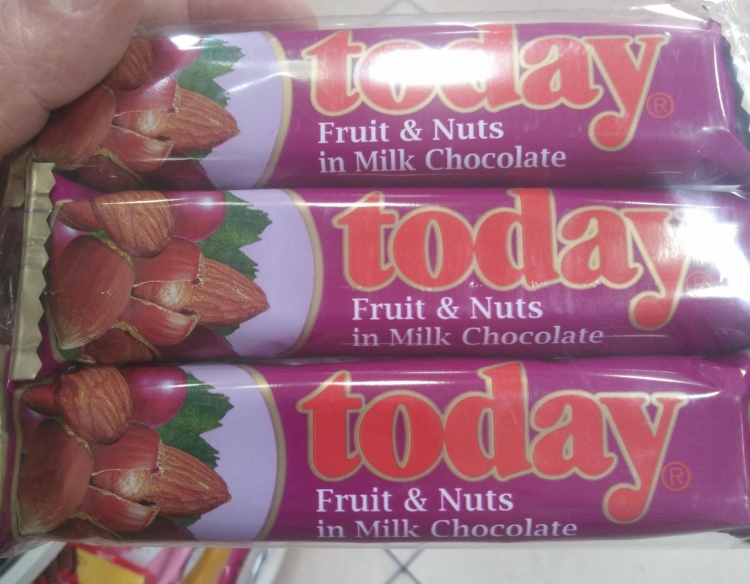 today®
Fruit & Nuts
in Milk Chocolate
today®
Fruit & Nuts
in Milk Chocolate
today®
Fruit & Nuts
in Milk Chocolate